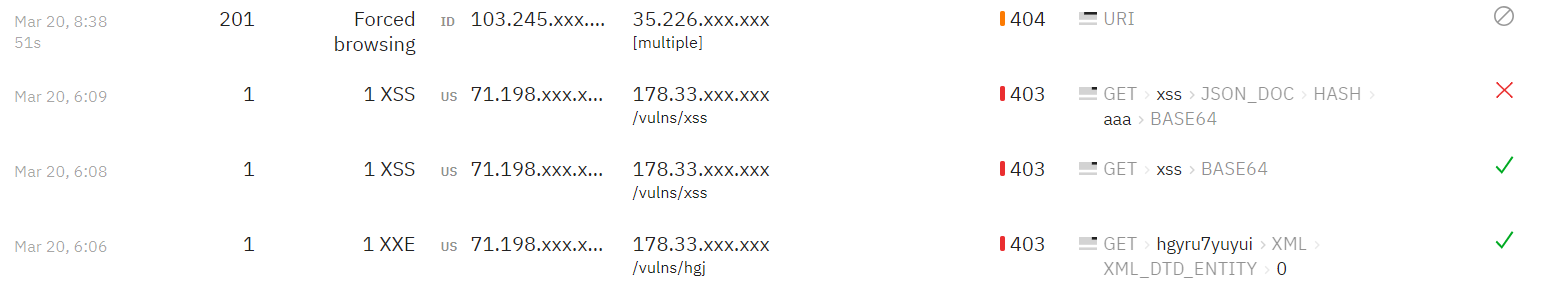 Mar 20, 8:38 201 Forced ID 103.245.xxx.... 35.226.xxx.xxx 404 URI
51s browsing [multiple]
Mar 20, 6:09 1 1 XSS US 71.198.xxx.x... 178.33.xxx.xxx 403 GET › xss › JSON_DOC › HASH ›
/vulns/xss aaa › BASE64
Mar 20, 6:08 1 1 XSS US 71.198.xxx.x... 178.33.xxx.xxx 403 GET › xss › BASE64
/vulns/xss
Mar 20, 6:06 1 1 XXE US 71.198.xxx.x... 178.33.xxx.xxx 403 GET › hgyru7yuyui › XML ›
/vulns/hgj XML_DTD_ENTITY › 0